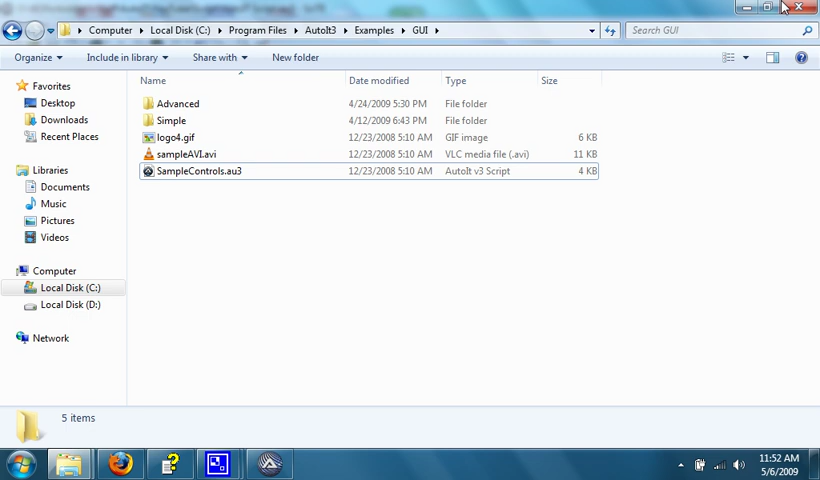 Computer Local Disk (C:) Program Files AutoIt3 Examples GUI Search GUI
Organize Include in library Share with New folder
Name Date modified Type Size
Favorites
Desktop
Downloads
Recent Places
Libraries
Documents
Music
Pictures
Videos
Computer
Local Disk (C:)
Local Disk (D:)
Network
Advanced 4/24/2009 5:30 PM File folder
Simple 4/12/2009 6:43 PM File folder
logo4.gif 12/23/2008 5:10 AM GIF image 6 KB
sampleAVI.avi 12/23/2008 5:10 AM VLC media file (.avi) 11 KB
SampleControls.au3 12/23/2008 5:10 AM AutoIt v3 Script 4 KB
5 items
11:52 AM
5/6/2009